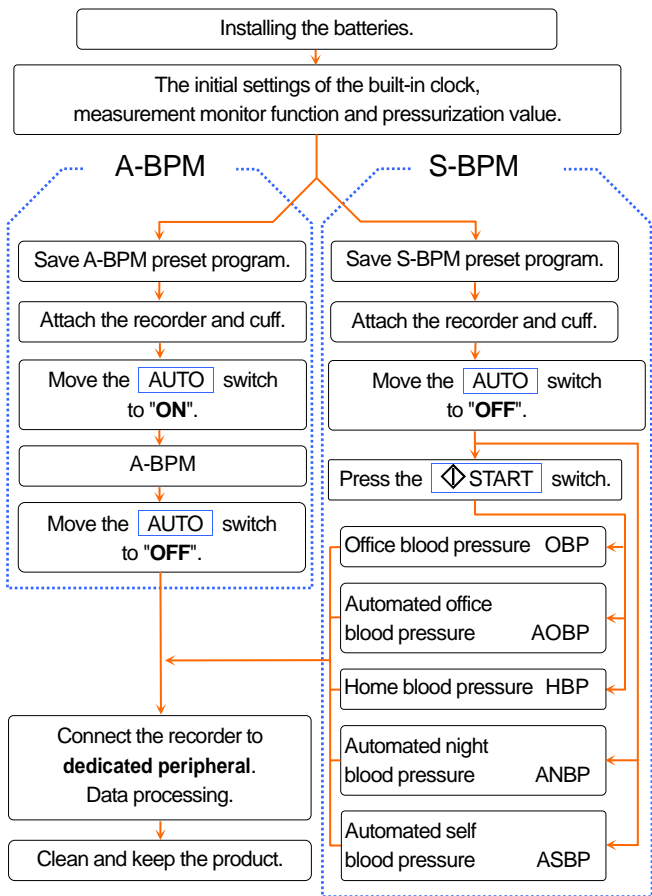 Installing the batteries.
The initial settings of the built-in clock,
measurement monitor function and pressurization value.
A-BPM
Save A-BPM preset program.
Attach the recorder and cuff.
Move the AUTO switch
to "ON".
A-BPM
Move the AUTO switch
to "OFF".
S-BPM
Save S-BPM preset program.
Attach the recorder and cuff.
Move the AUTO switch
to "OFF".
Press the START switch.
Office blood pressure OBP
Automated office
blood pressure AOBP
Home blood pressure HBP
Automated night
blood pressure ANBP
Automated self
blood pressure ASBP
Connect the recorder to
dedicated peripheral.
Data processing.
Clean and keep the product.